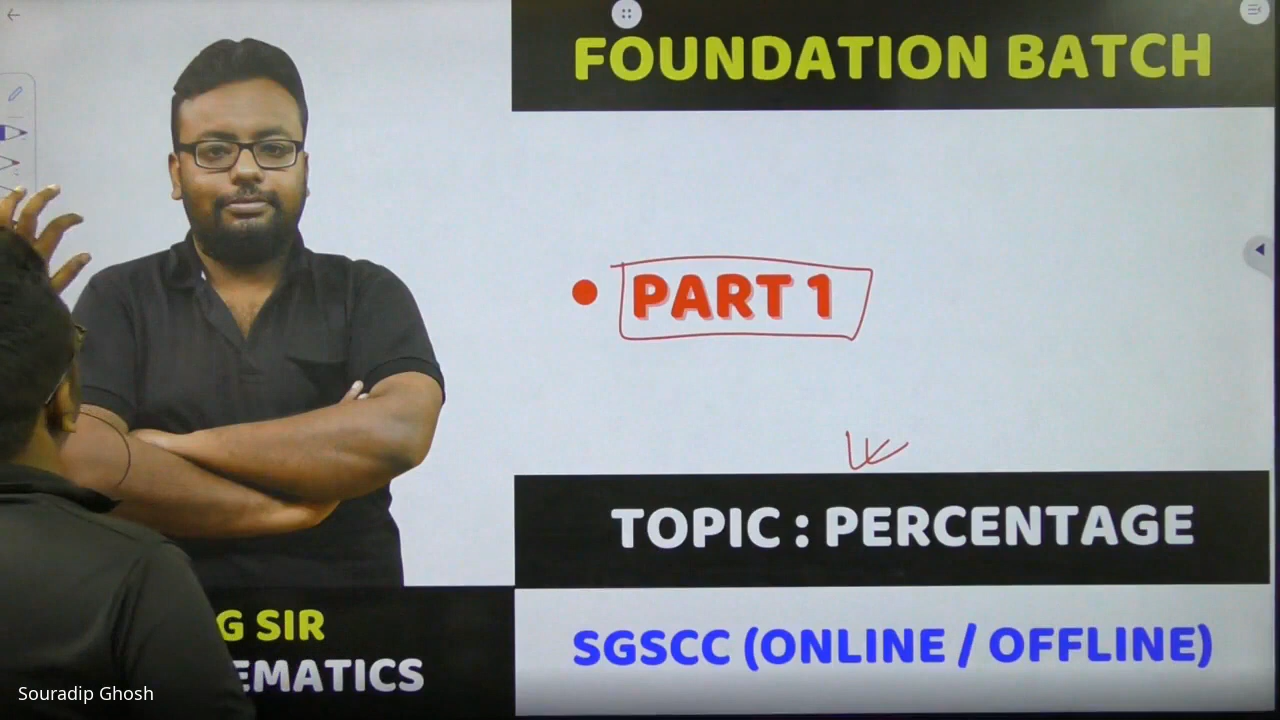 FOUNDATION BATCH
PART 1
TOPIC : PERCENTAGE
G SIR
EMATICS
SGSCC (ONLINE / OFFLINE)
Souradip Ghosh